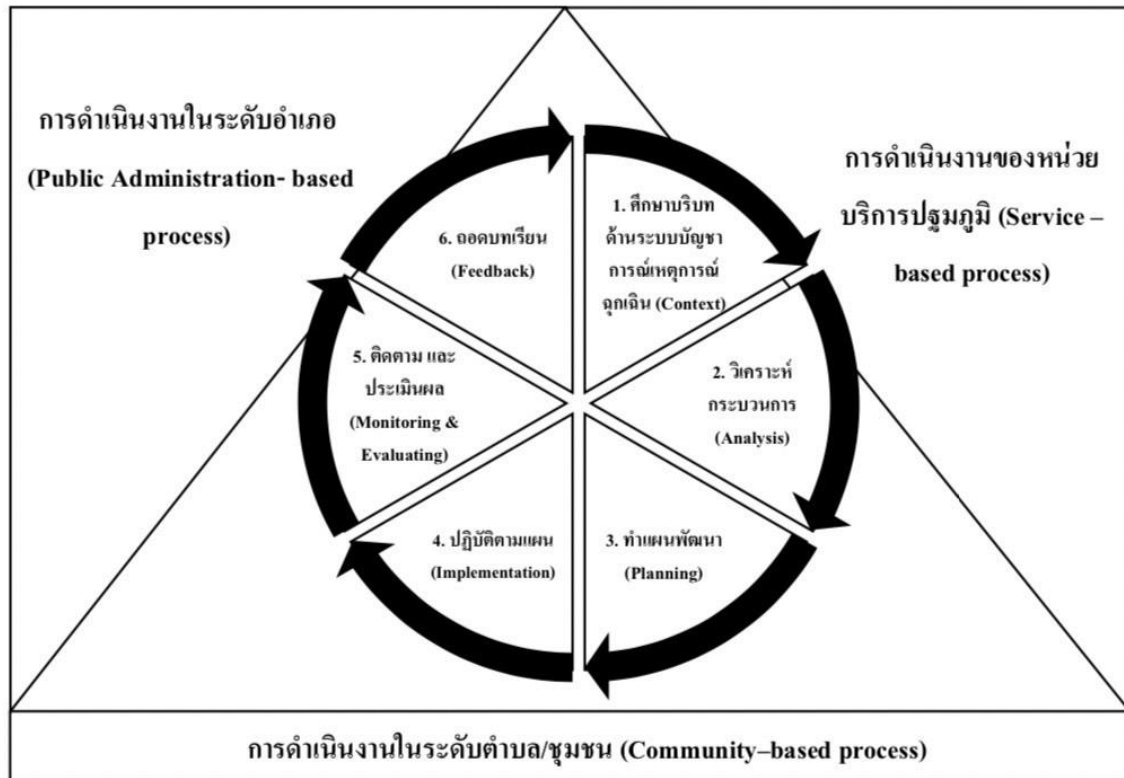 การดำเนินงานในระดับอำเภอ
(Public Administration- based
process)
การดำเนินงานของหน่วย
บริการปฐมภูมิ (Service –
based process)
1. ศึกษาบริบท
ด้านระบบบัญชา
การณ์เหตุการณ์
ฉุกเฉิน (Context)
2. วิเคราะห์
กระบวนการ
(Analysis)
3. ทำแผนพัฒนา
(Planning)
4. ปฏิบัติตามแผน
(Implementation)
5. ติดตาม และ
ประเมินผล
(Monitoring &
Evaluating)
6. ถอดบทเรียน
(Feedback)
การดำเนินงานในระดับตำบล/ชุมชน (Community–based process)